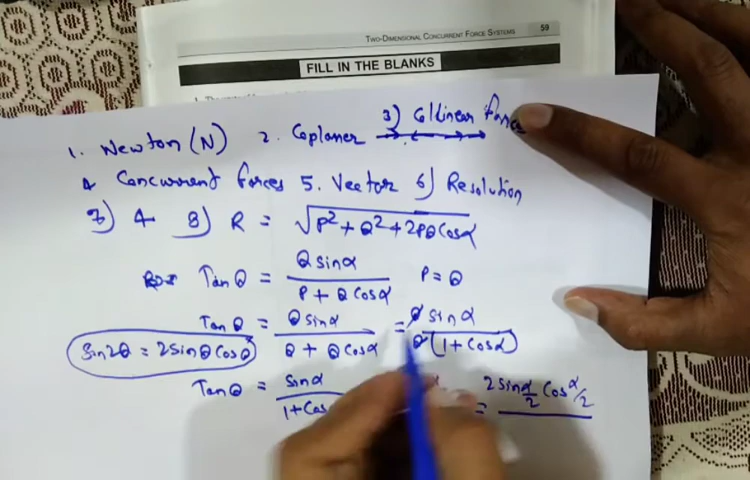 TWO-DIMENSIONAL CONCURRENT FORCE SYSTEMS 59
FILL IN THE BLANKS
1. Newton (N) 2. Coplaner 3) Collinear
4 Concurrent forces 5. Vector 6) Resolution
7) 4 8) R = √P² + Q² + 2PQ Cosα
Tan θ = Q sinα / P + Q Cosα P = Q
Tan θ = Q sinα / Q + Q Cosα = Q sinα / Q (1 + Cosα)
Sin2θ = 2 Sinθ Cosθ
Tan θ = Sinα / 1 + Cos = 2 Sin α/2 Cos α/2